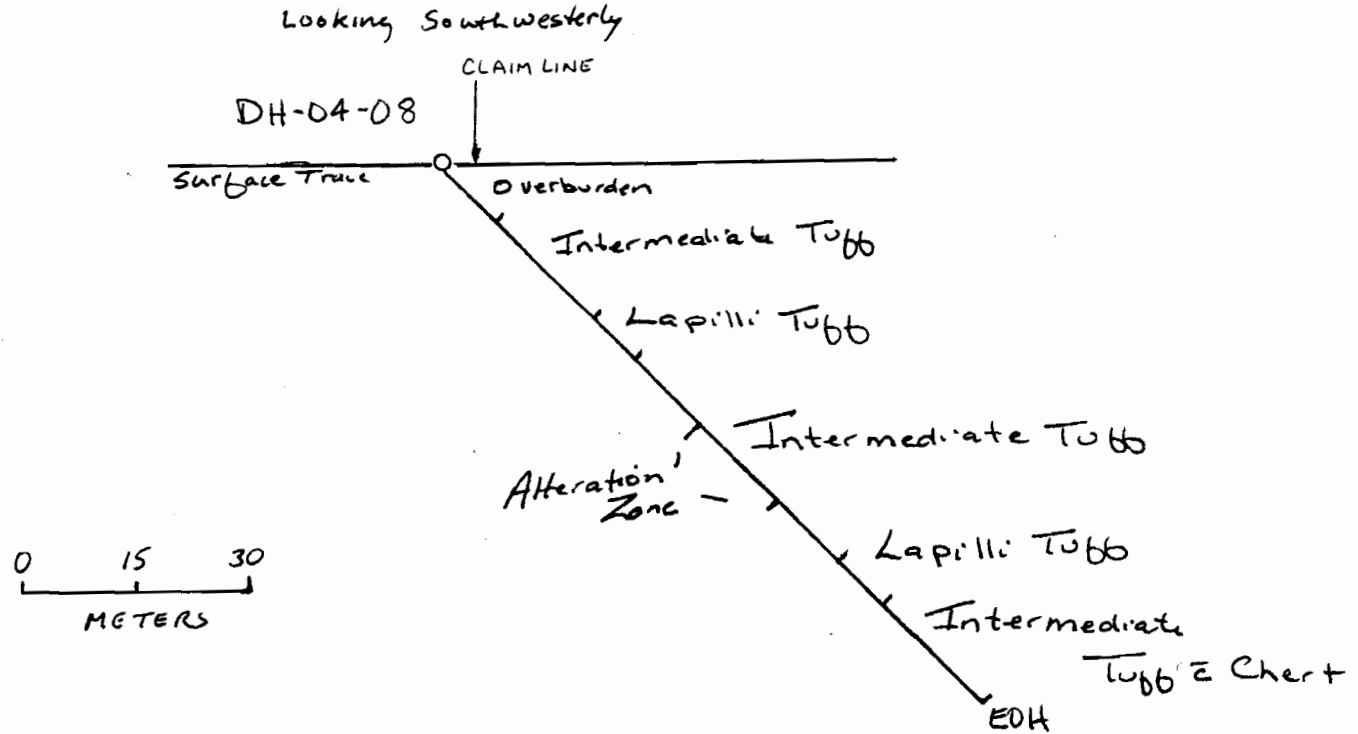 Looking Southwesterly
CLAIM LINE
DH-04-08
Surface Trace
Overburden
Intermediate Tuff
Lapilli Tuff
Intermediate Tuff
Alteration
Zone
Lapilli Tuff
0 15 30
METERS
Intermediate
Tuff c̄ Chert
EOH